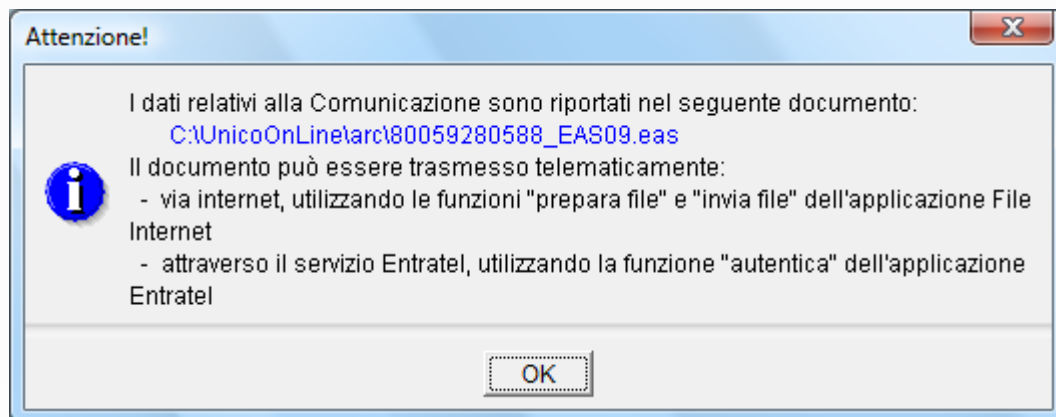 Attenzione!
I dati relativi alla Comunicazione sono riportati nel seguente documento:
C:\UnicoOnLine\arc\80059280588_EAS09.eas
Il documento può essere trasmesso telematicamente:
- via internet, utilizzando le funzioni "prepara file" e "invia file" dell'applicazione File
Internet
- attraverso il servizio Entratel, utilizzando la funzione "autentica" dell'applicazione
Entratel
OK